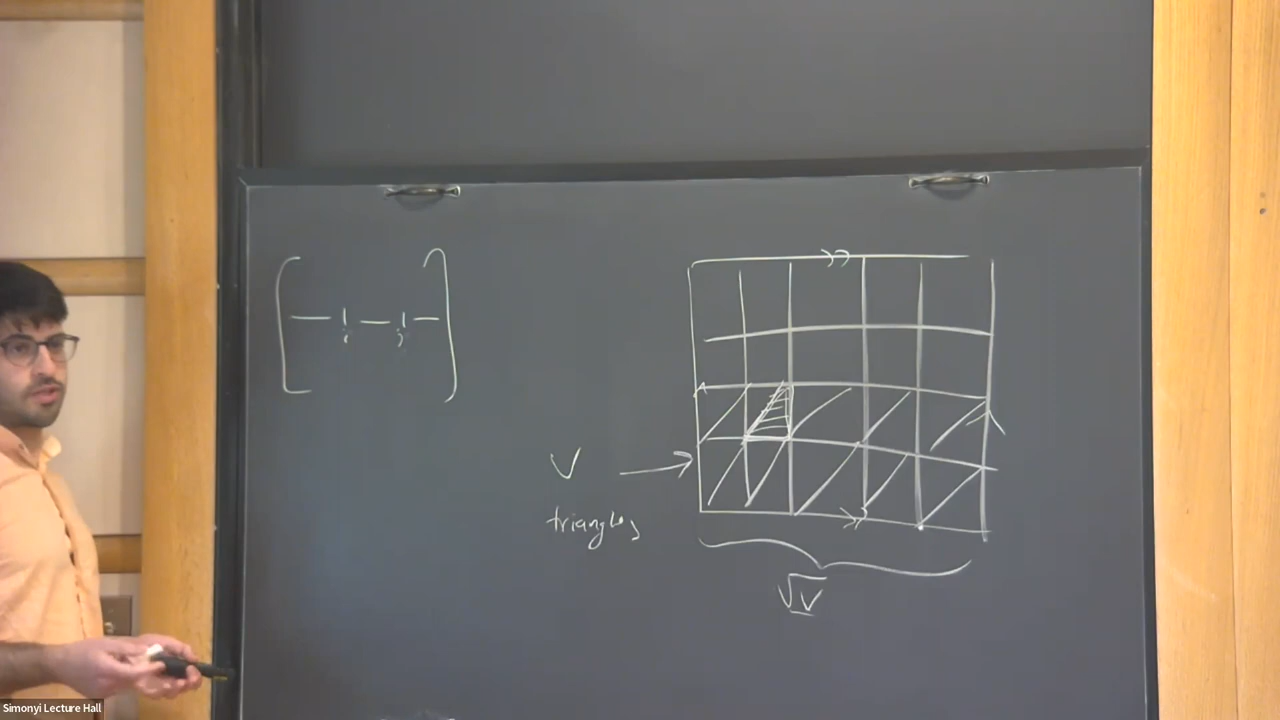 [ — , — , — ]
V →
triangles
√V
Simonyi Lecture Hall